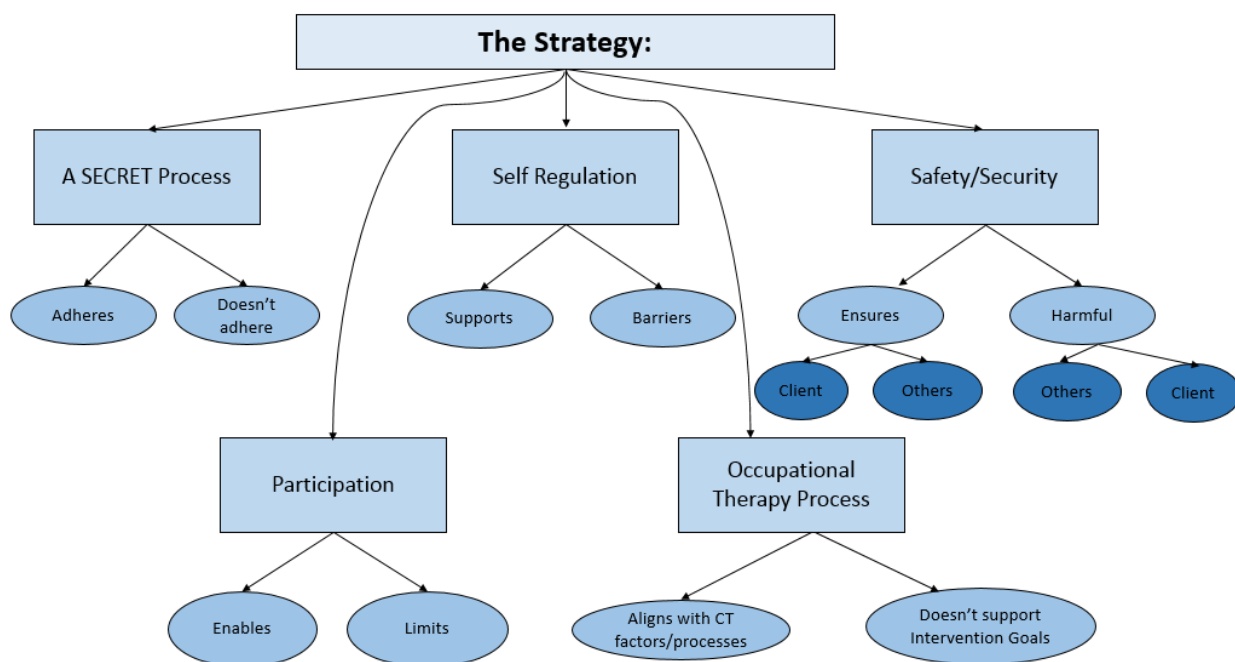 The Strategy:
A SECRET Process
Self Regulation
Safety/Security
Adheres
Doesn’t
adhere
Supports
Barriers
Ensures
Harmful
Client
Others
Others
Client
Participation
Occupational
Therapy Process
Enables
Limits
Aligns with CT
factors/processes
Doesn’t support
Intervention Goals